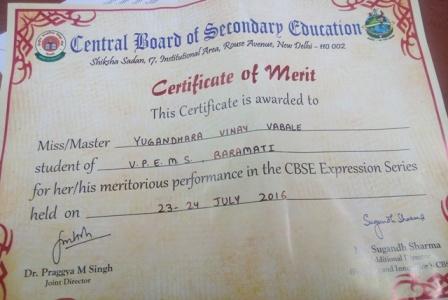 Central Board of Secondary Education
Shiksha Sadan, 17, Institutional Area, Rouse Avenue, New Delhi - 110 002
Certificate of Merit
This Certificate is awarded to
Miss/Master YUGANDHARA VINAY VABALE
student of V.P.E.M.S, BARAMATI
for her/his meritorious performance in the CBSE Expression Series
held on 23-24 JULY 2016
Sugandh Sharma
Dr. Praggya M Singh
Joint Director
Sugandh Sharma